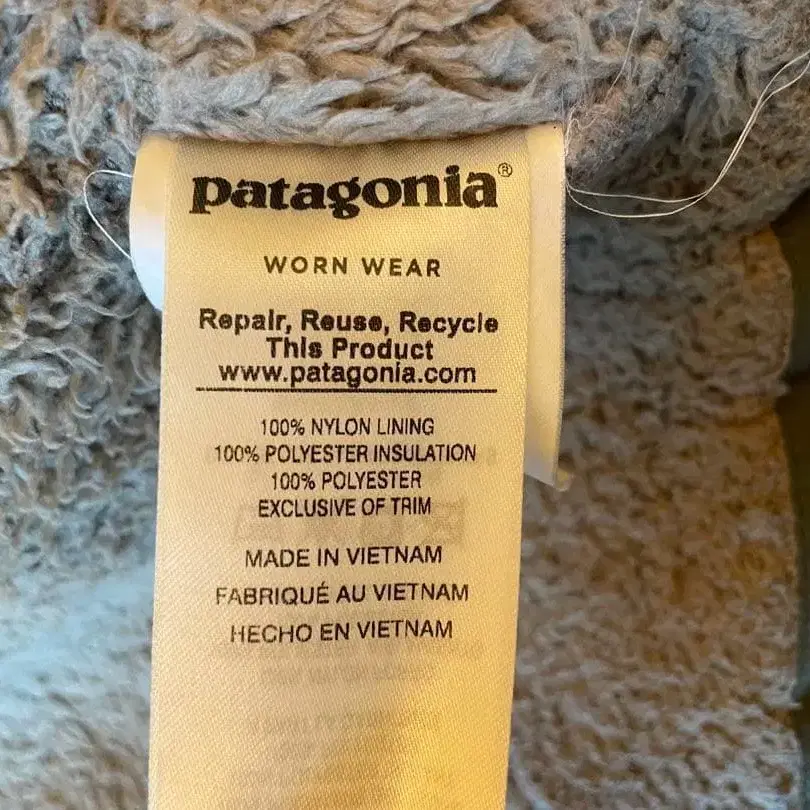 patagonia®
WORN WEAR
Repair, Reuse, Recycle
This Product
www.patagonia.com
100% NYLON LINING
100% POLYESTER INSULATION
100% POLYESTER
EXCLUSIVE OF TRIM
MADE IN VIETNAM
FABRIQUÉ AU VIETNAM
HECHO EN VIETNAM